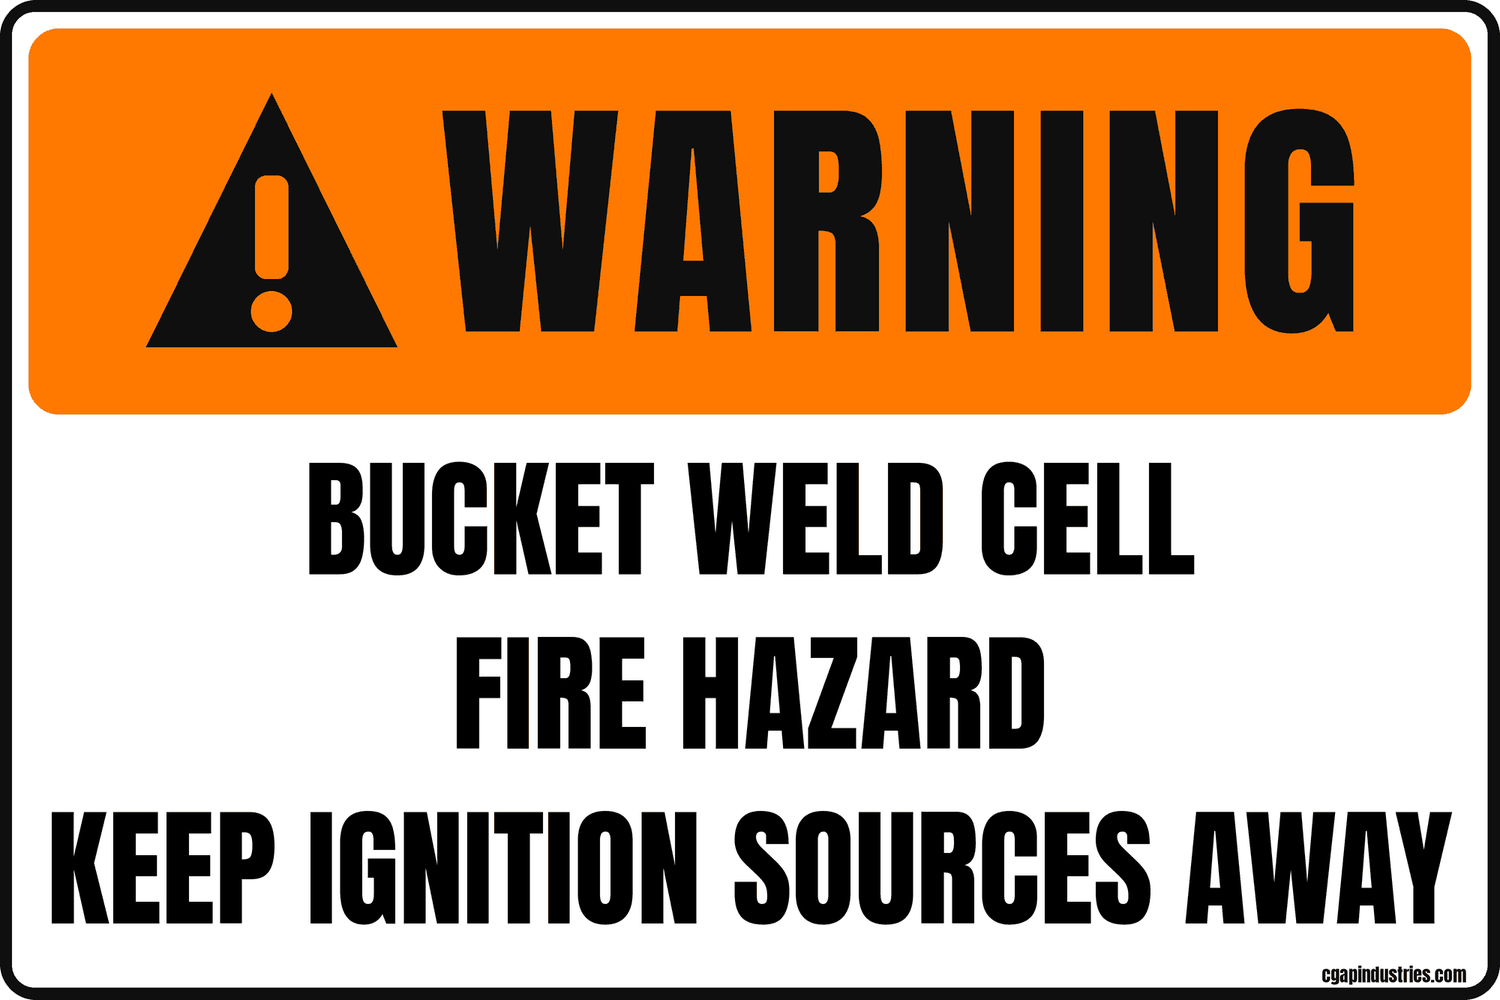 WARNING
BUCKET WELD CELL
FIRE HAZARD
KEEP IGNITION SOURCES AWAY
cgapindustries.com